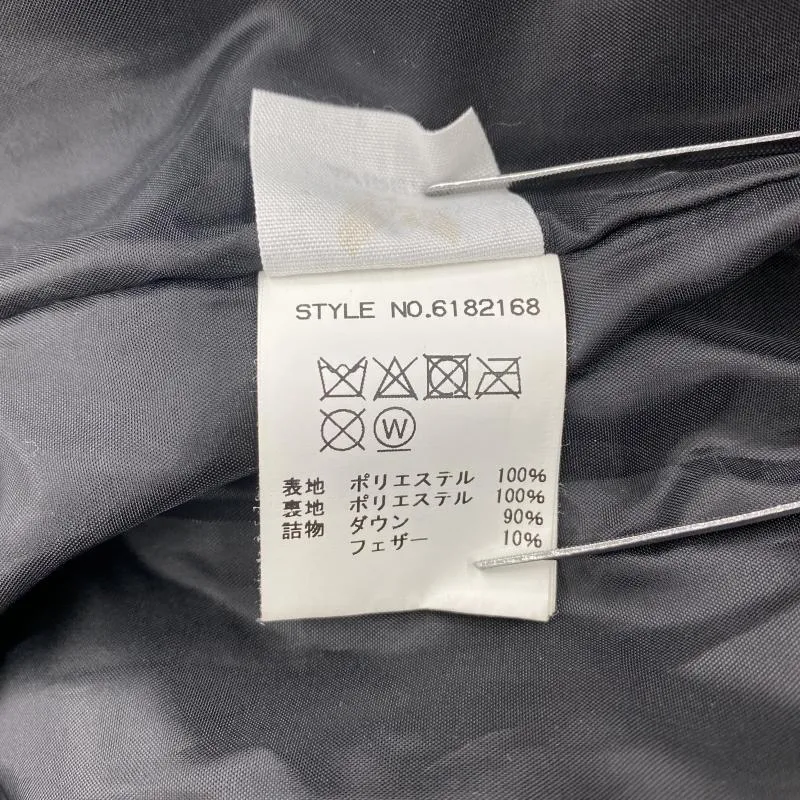 STYLE NO.6182168
W
表地 ポリエステル 100%
裏地 ポリエステル 100%
詰物 ダウン 90%
フェザー 10%